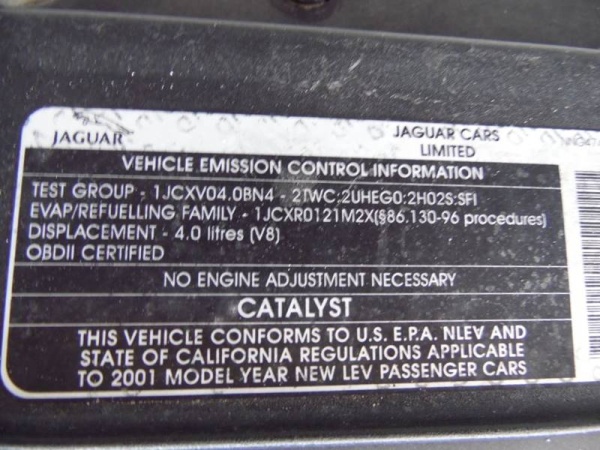 JAGUAR
JAGUAR CARS
LIMITED
VEHICLE EMISSION CONTROL INFORMATION
TEST GROUP - 1JCXV04.0BN4 - 2TWC;2UHEG0;2H02S;SFI
EVAP/REFUELLING FAMILY - 1JCXR0121M2X(§86.130-96 procedures)
DISPLACEMENT - 4.0 litres (V8)
OBDII CERTIFIED
NO ENGINE ADJUSTMENT NECESSARY
CATALYST
THIS VEHICLE CONFORMS TO U.S. E.P.A. NLEV AND
STATE OF CALIFORNIA REGULATIONS APPLICABLE
TO 2001 MODEL YEAR NEW LEV PASSENGER CARS